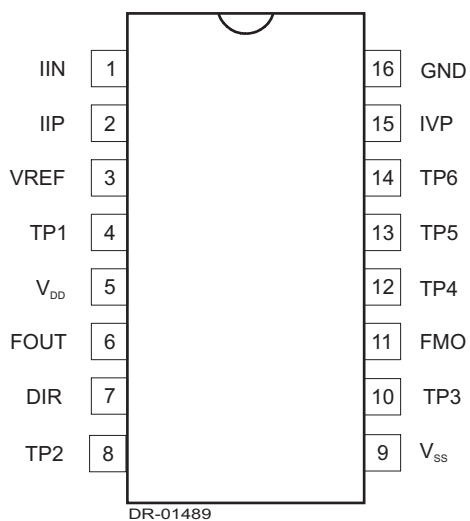 IIN 1 16 GND
IIP 2 15 IVP
VREF 3 14 TP6
TP1 4 13 TP5
VDD 5 12 TP4
FOUT 6 11 FMO
DIR 7 10 TP3
TP2 8 9 VSS
DR-01489